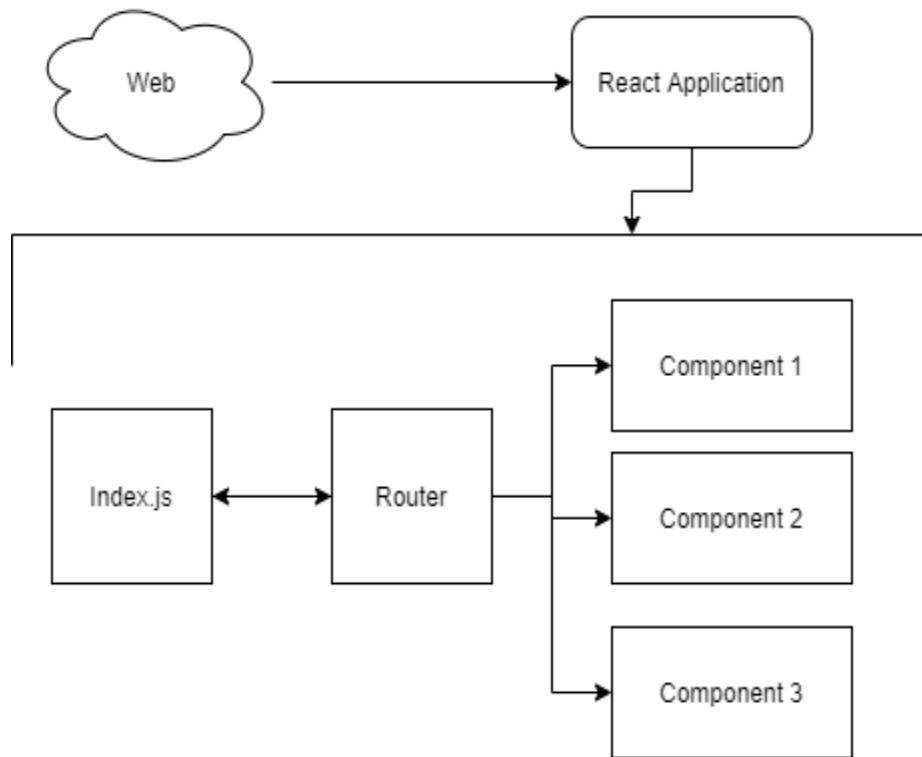 Web
React Application
Component 1
Index.js
Router
Component 2
Component 3